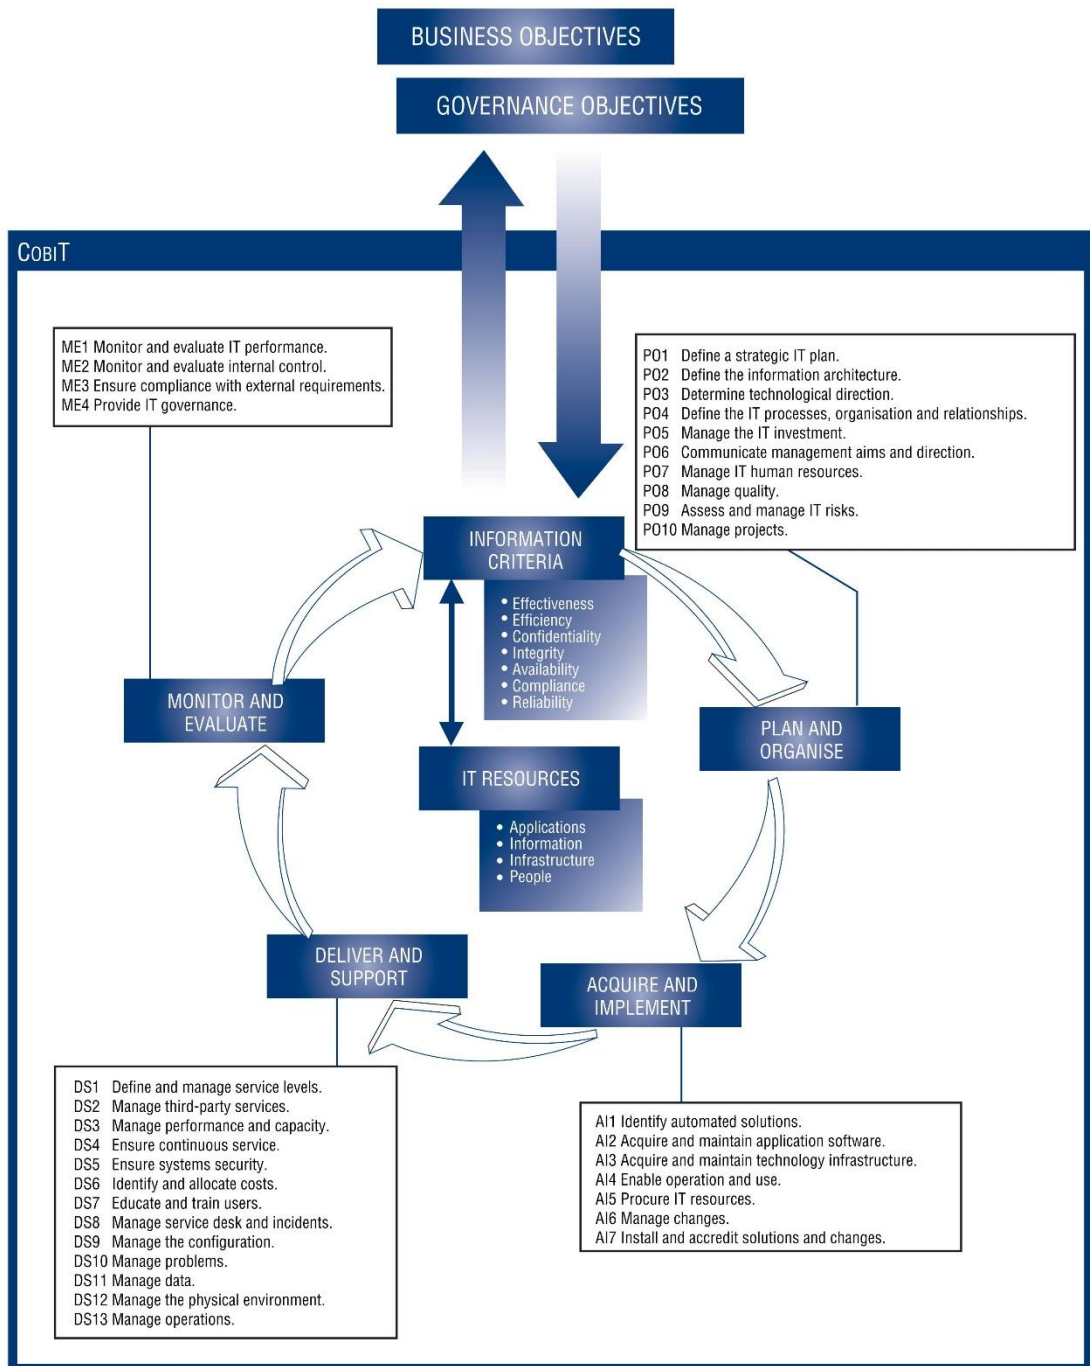 BUSINESS OBJECTIVES
GOVERNANCE OBJECTIVES
COBIT
ME1 Monitor and evaluate IT performance.
ME2 Monitor and evaluate internal control.
ME3 Ensure compliance with external requirements.
ME4 Provide IT governance.
PO1 Define a strategic IT plan.
PO2 Define the information architecture.
PO3 Determine technological direction.
PO4 Define the IT processes, organisation and relationships.
PO5 Manage the IT investment.
PO6 Communicate management aims and direction.
PO7 Manage IT human resources.
PO8 Manage quality.
PO9 Assess and manage IT risks.
PO10 Manage projects.
INFORMATION
CRITERIA
• Effectiveness
• Efficiency
• Confidentiality
• Integrity
• Availability
• Compliance
• Reliability
MONITOR AND
EVALUATE
PLAN AND
ORGANISE
IT RESOURCES
• Applications
• Information
• Infrastructure
• People
DELIVER AND
SUPPORT
ACQUIRE AND
IMPLEMENT
DS1 Define and manage service levels.
DS2 Manage third-party services.
DS3 Manage performance and capacity.
DS4 Ensure continuous service.
DS5 Ensure systems security.
DS6 Identify and allocate costs.
DS7 Educate and train users.
DS8 Manage service desk and incidents.
DS9 Manage the configuration.
DS10 Manage problems.
DS11 Manage data.
DS12 Manage the physical environment.
DS13 Manage operations.
AI1 Identify automated solutions.
AI2 Acquire and maintain application software.
AI3 Acquire and maintain technology infrastructure.
AI4 Enable operation and use.
AI5 Procure IT resources.
AI6 Manage changes.
AI7 Install and accredit solutions and changes.